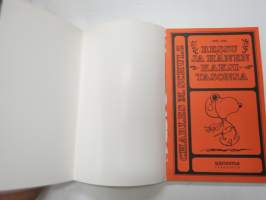 RESSU
JA HÄNEN
KAKSI-
TASONSA
CHARLES M. SCHULZ